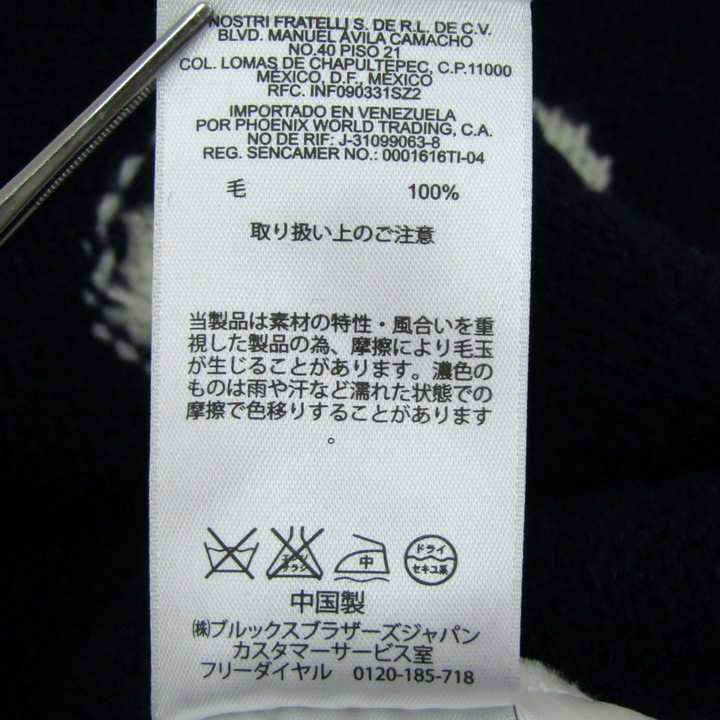 NOSTRI FRATELLI S. DE R.L. DE C.V.
BLVD. MANUEL ÁVILA CAMACHO
NO.40 PISO 21
COL. LOMAS DE CHAPULTEPEC, C.P.11000
MÉXICO, D.F., MÉXICO
RFC. INF090331SZ2
IMPORTADO EN VENEZUELA
POR PHOENIX WORLD TRADING, C.A.
NO DE RIF: J-31099063-8
REG. SENCAMER NO.: 0001616TI-04
毛 100%
取り扱い上のご注意
当製品は素材の特性・風合いを重
視した製品の為、摩擦により毛玉
が生じることがあります。濃色の
ものは雨や汗など濡れた状態での
摩擦で色移りすることがあります
。
中
ドライ
セキユ系
中国製
㈱ブルックスブラザーズジャパン
カスタマーサービス室
フリーダイヤル 0120-185-718